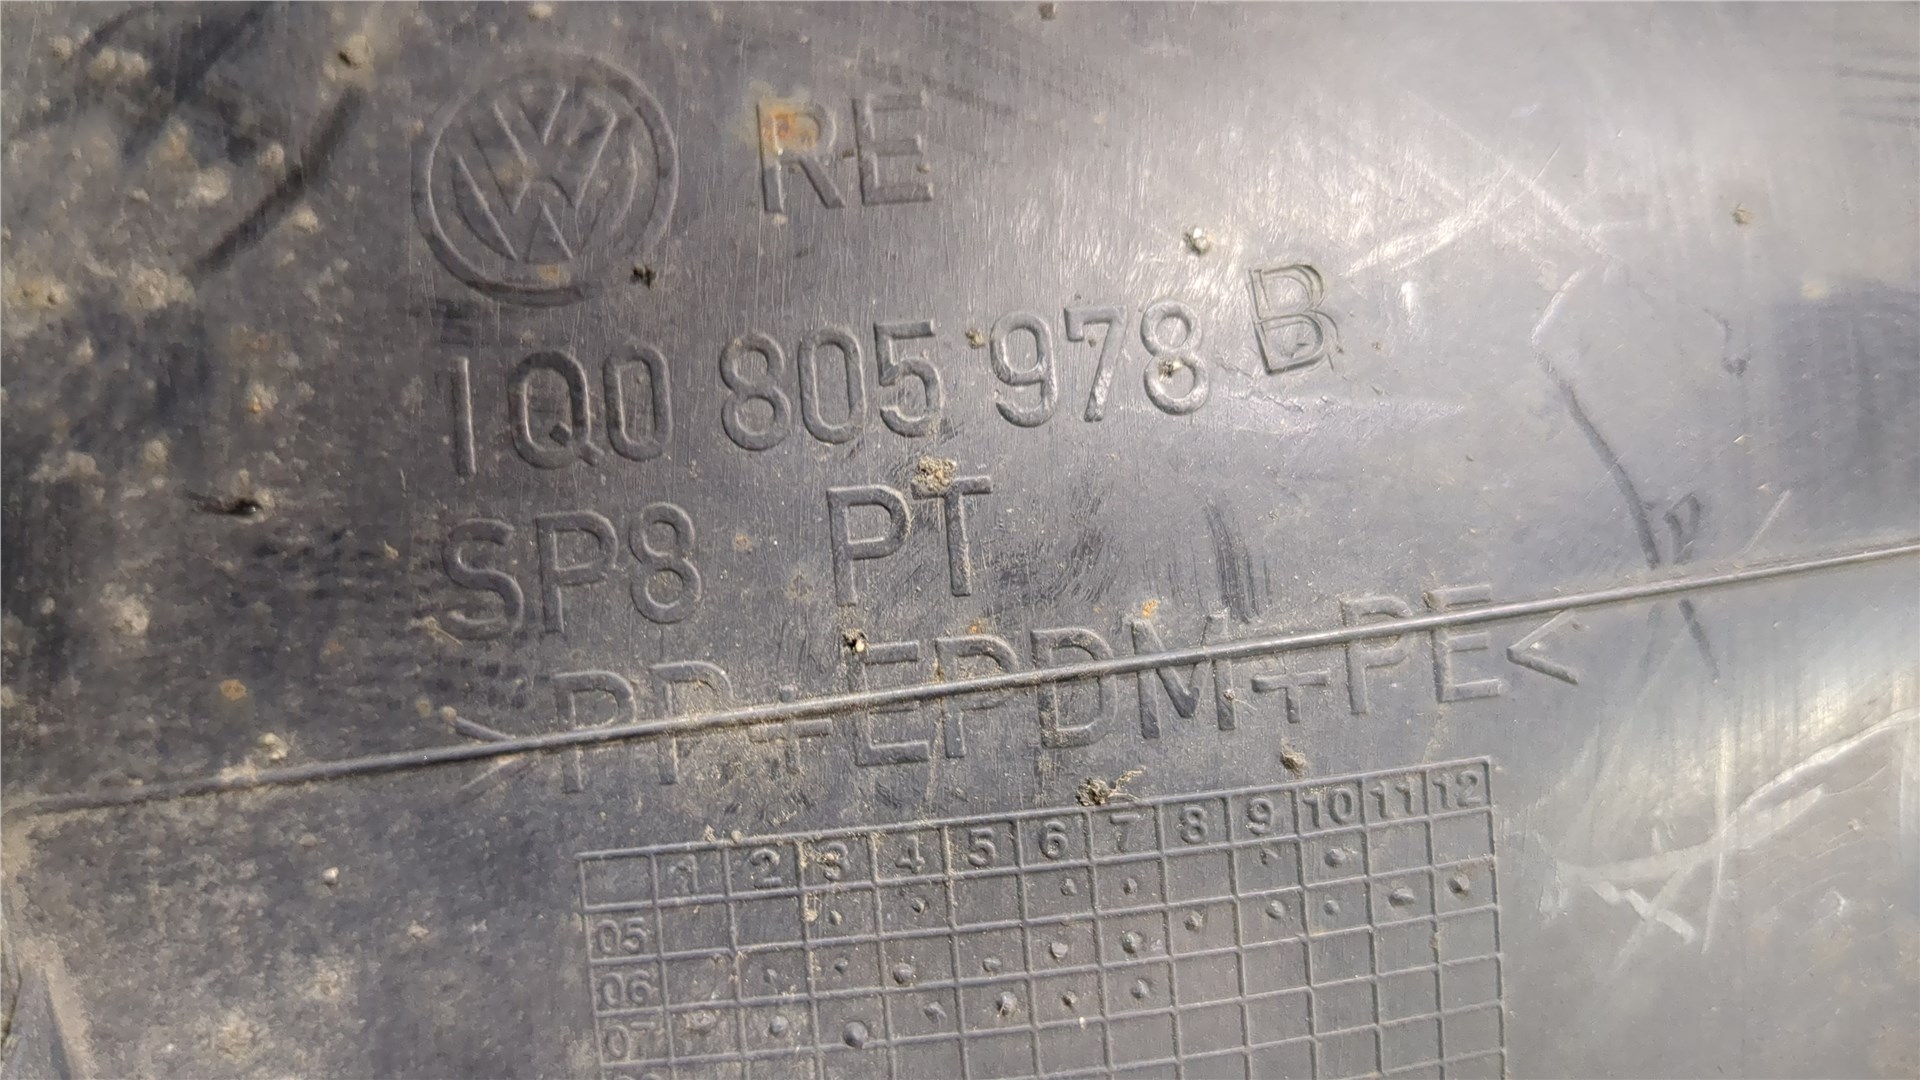 RE
1Q0 805 978 B
SP8 PT
>PP+EPDM+PE<
1 2 3 4 5 6 7 8 9 10 11 12
05
06
07